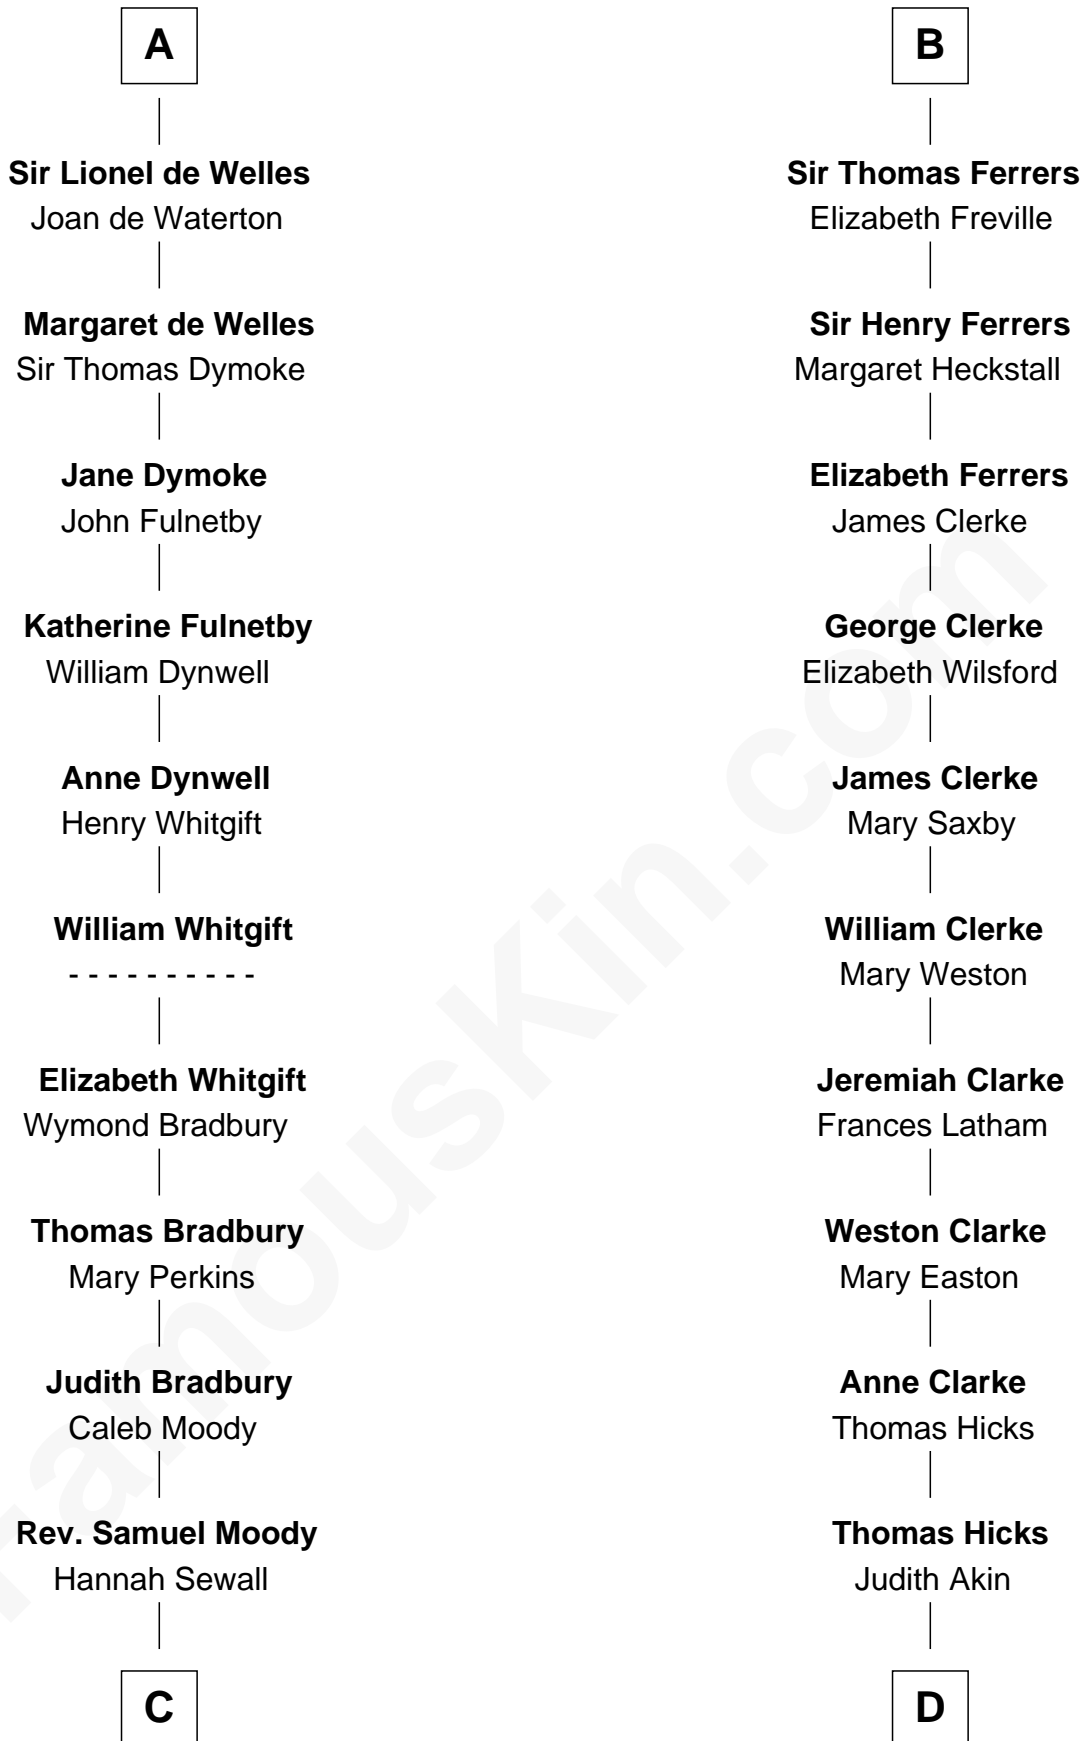 A
Sir Lionel de Welles
Joan de Waterton
Margaret de Welles
Sir Thomas Dymoke
Jane Dymoke
John Fulnetby
Katherine Fulnetby
William Dynwell
Anne Dynwell
Henry Whitgift
William Whitgift
- - - - - - - - - -
Elizabeth Whitgift
Wymond Bradbury
Thomas Bradbury
Mary Perkins
Judith Bradbury
Caleb Moody
Rev. Samuel Moody
Hannah Sewall
C
B
Sir Thomas Ferrers
Elizabeth Freville
Sir Henry Ferrers
Margaret Heckstall
Elizabeth Ferrers
James Clerke
George Clerke
Elizabeth Wilsford
James Clerke
Mary Saxby
William Clerke
Mary Weston
Jeremiah Clarke
Frances Latham
Weston Clarke
Mary Easton
Anne Clarke
Thomas Hicks
Thomas Hicks
Judith Akin
D
FamousKin.com